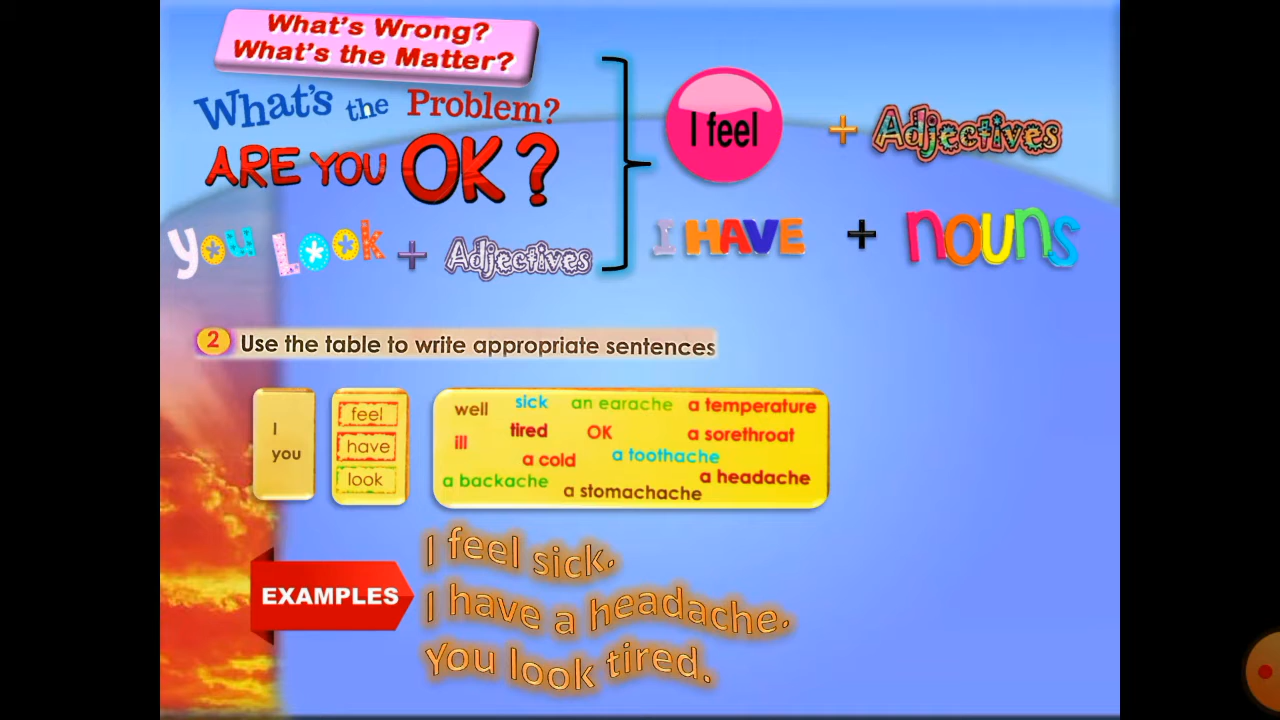 What's Wrong?
What's the Matter?
What's the Problem?
ARE YOU OK?
you Look + Adjectives
I feel + Adjectives
I HAVE + nouns
2 Use the table to write appropriate sentences
I
you
feel
have
look
well sick an earache a temperature
ill tired OK a sorethroat
a cold a toothache
a backache a stomachache a headache
EXAMPLES
I feel sick.
I have a headache.
You look tired.